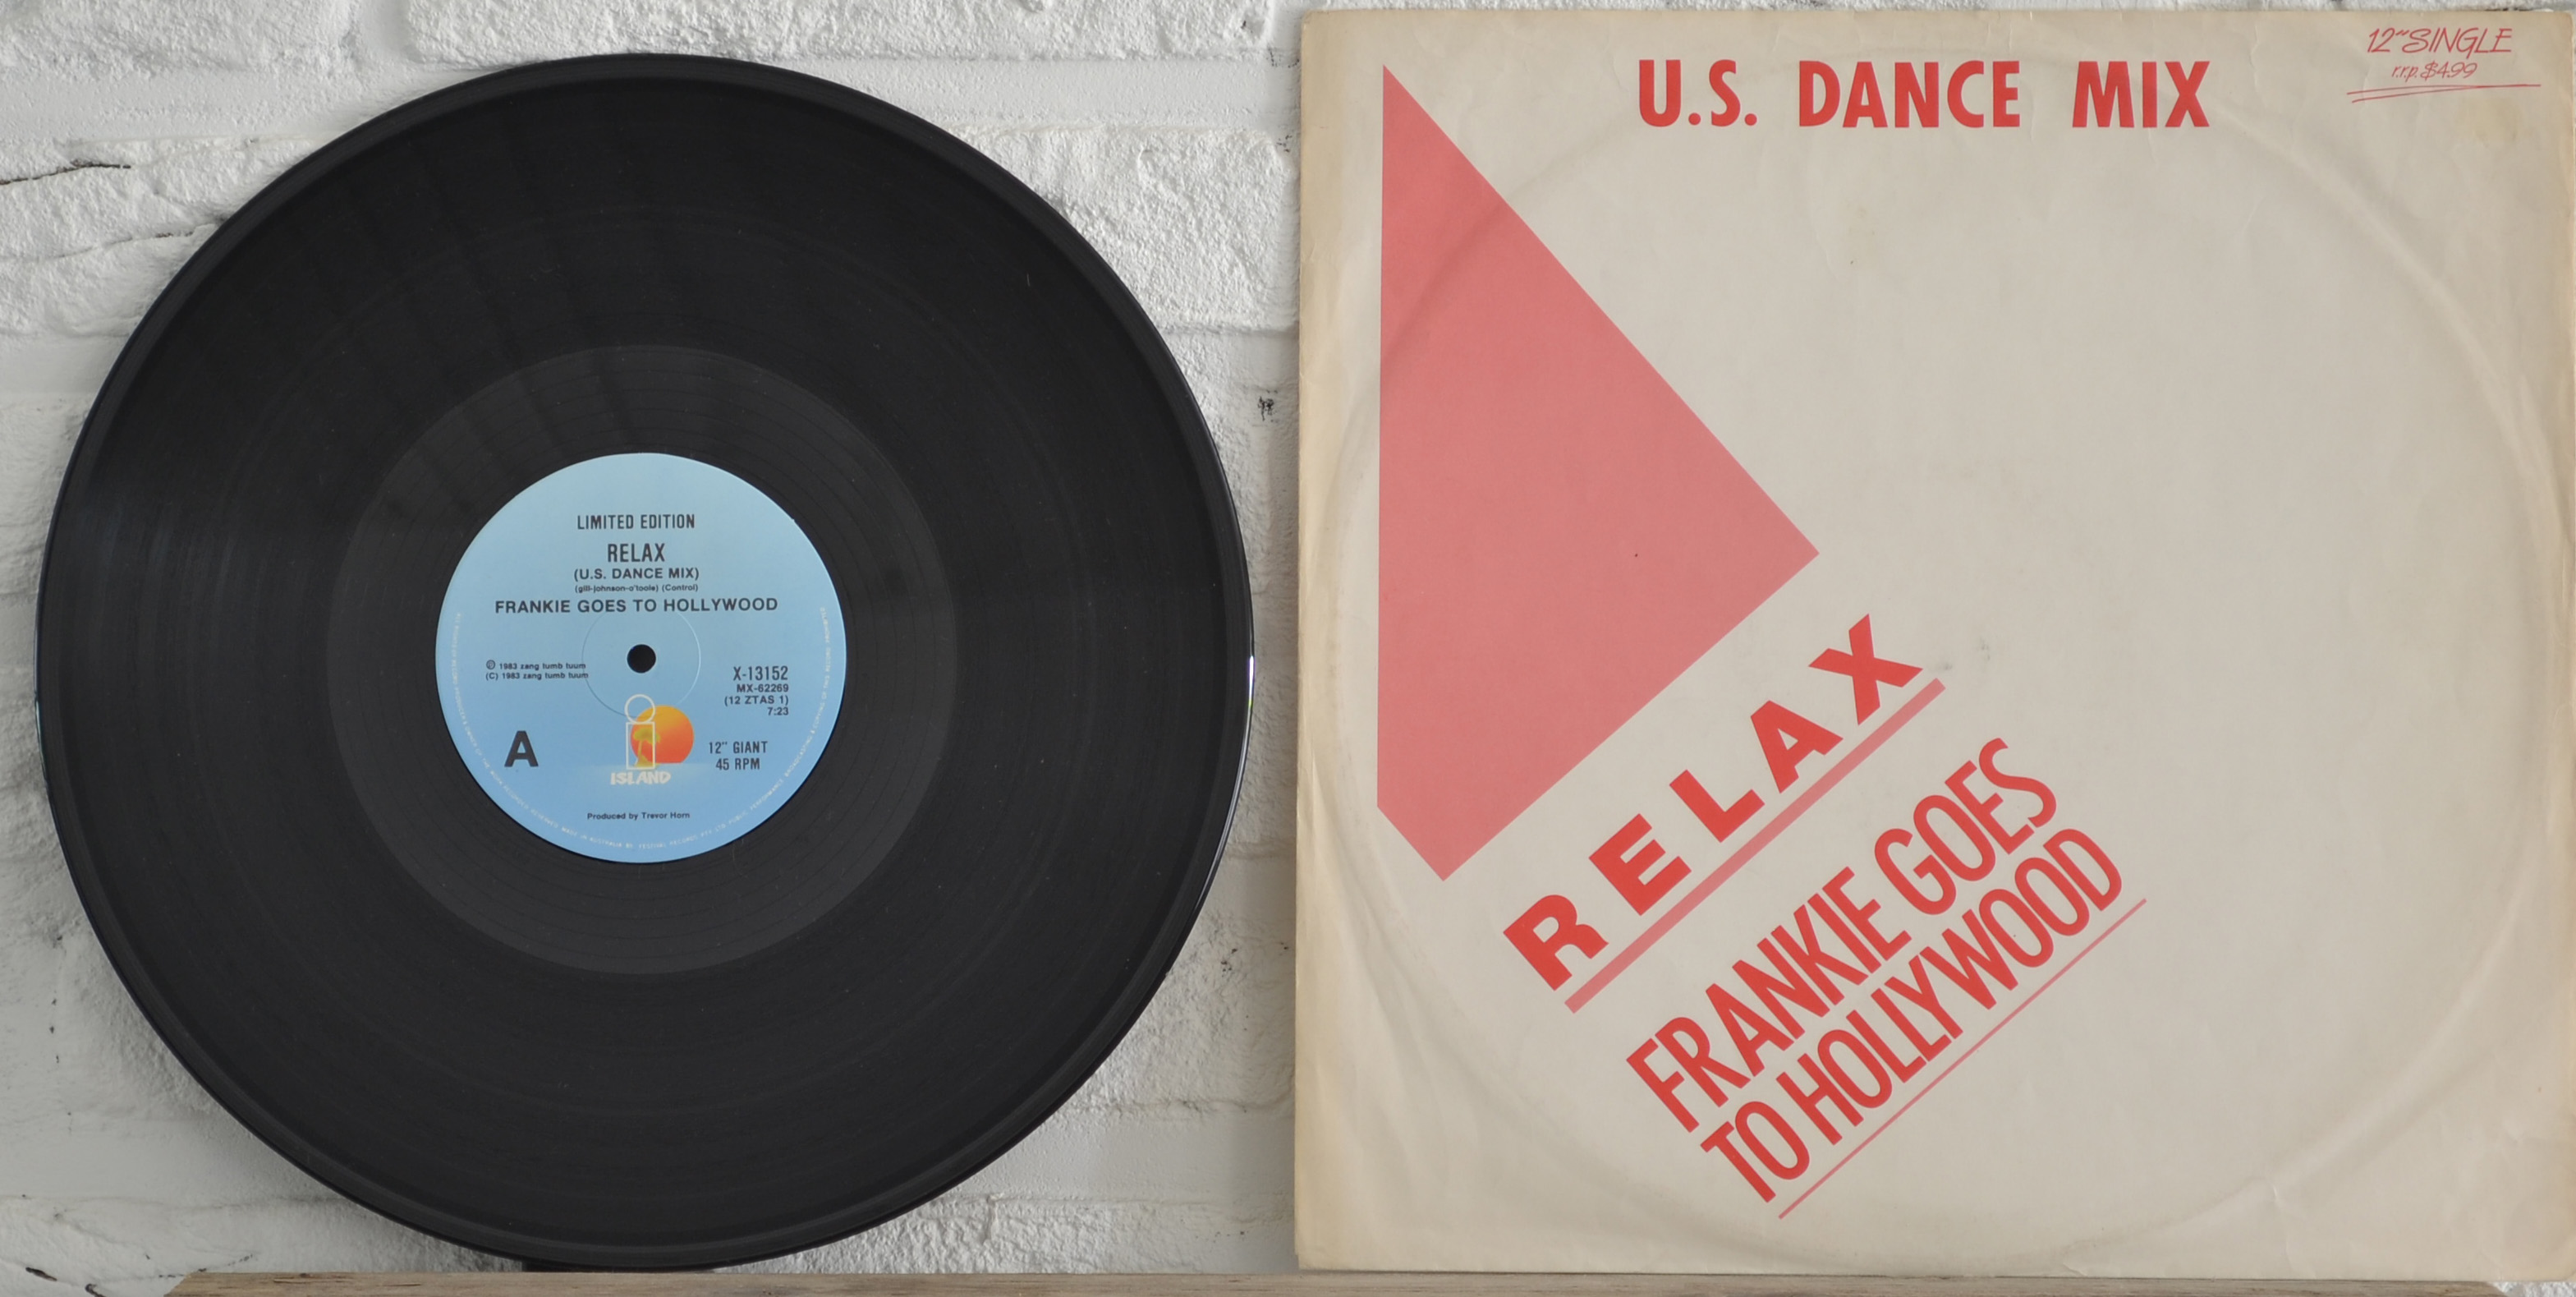 LIMITED EDITION
RELAX
(U.S. DANCE MIX)
(gill-johnson-o'toole) (Control)
FRANKIE GOES TO HOLLYWOOD
Ⓟ 1983 zang tumb tuum
(C) 1983 zang tumb tuum
X-13152
MX-62269
(12 ZTAS 1)
7:23
A
12" GIANT
45 RPM
ISLAND
Produced by Trevor Horn
U.S. DANCE MIX
12" SINGLE
r.r.p. $4.99
RELAX
FRANKIE GOES
TO HOLLYWOOD